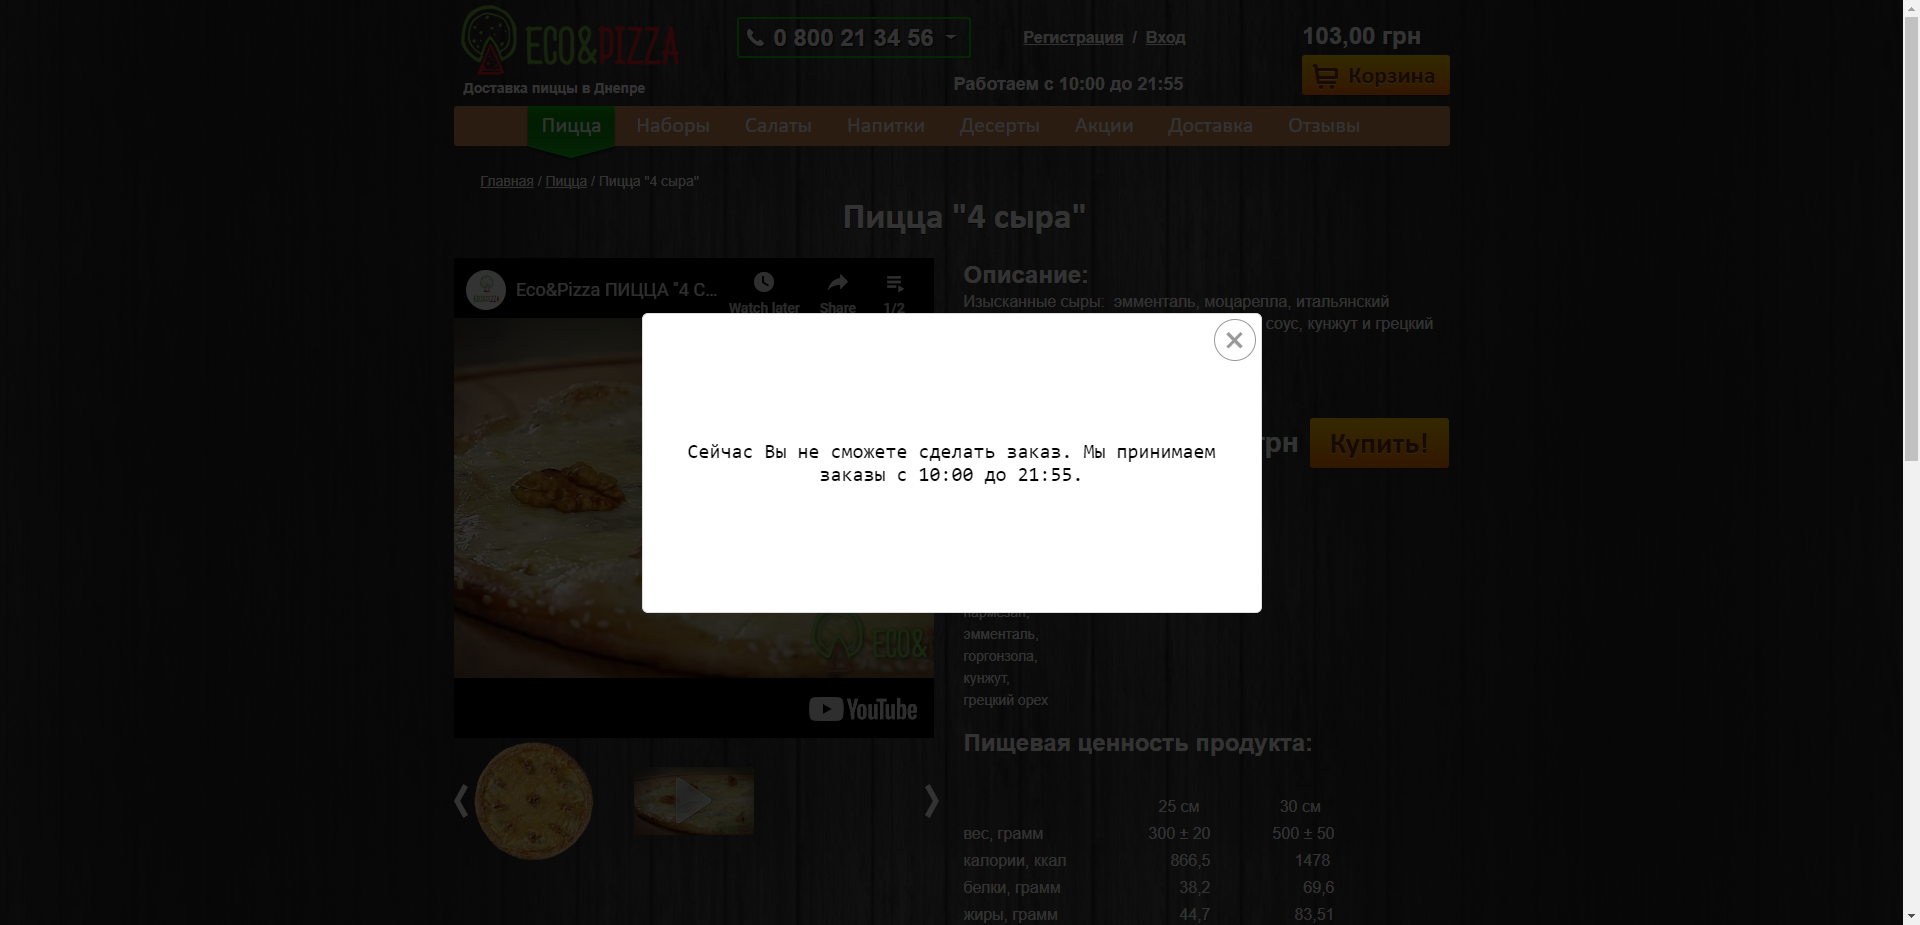 ECO&PIZZA
Доставка пиццы в Днепре
0 800 21 34 56
Регистрация / Вход
Работаем с 10:00 до 21:55
103,00 грн
Корзина
Пицца Наборы Салаты Напитки Десерты Акции Доставка Отзывы
Главная / Пицца / Пицца "4 сыра"
Пицца "4 сыра"
Eco&Pizza ПИЦЦА "4 С...
Watch later Share 1/2
Описание:
Изысканные сыры: эмменталь, моцарелла, итальянский
соус, кунжут и грецкий
Сейчас Вы не сможете сделать заказ. Мы принимаем
заказы с 10:00 до 21:55.
грн Купить!
пармезан,
эмменталь,
горгонзола,
кунжут,
грецкий орех
ECO&
YouTube
Пищевая ценность продукта:
25 см 30 см
вес, грамм 300 ± 20 500 ± 50
калории, ккал 866,5 1478
белки, грамм 38,2 69,6
жиры, грамм 44,7 83,51